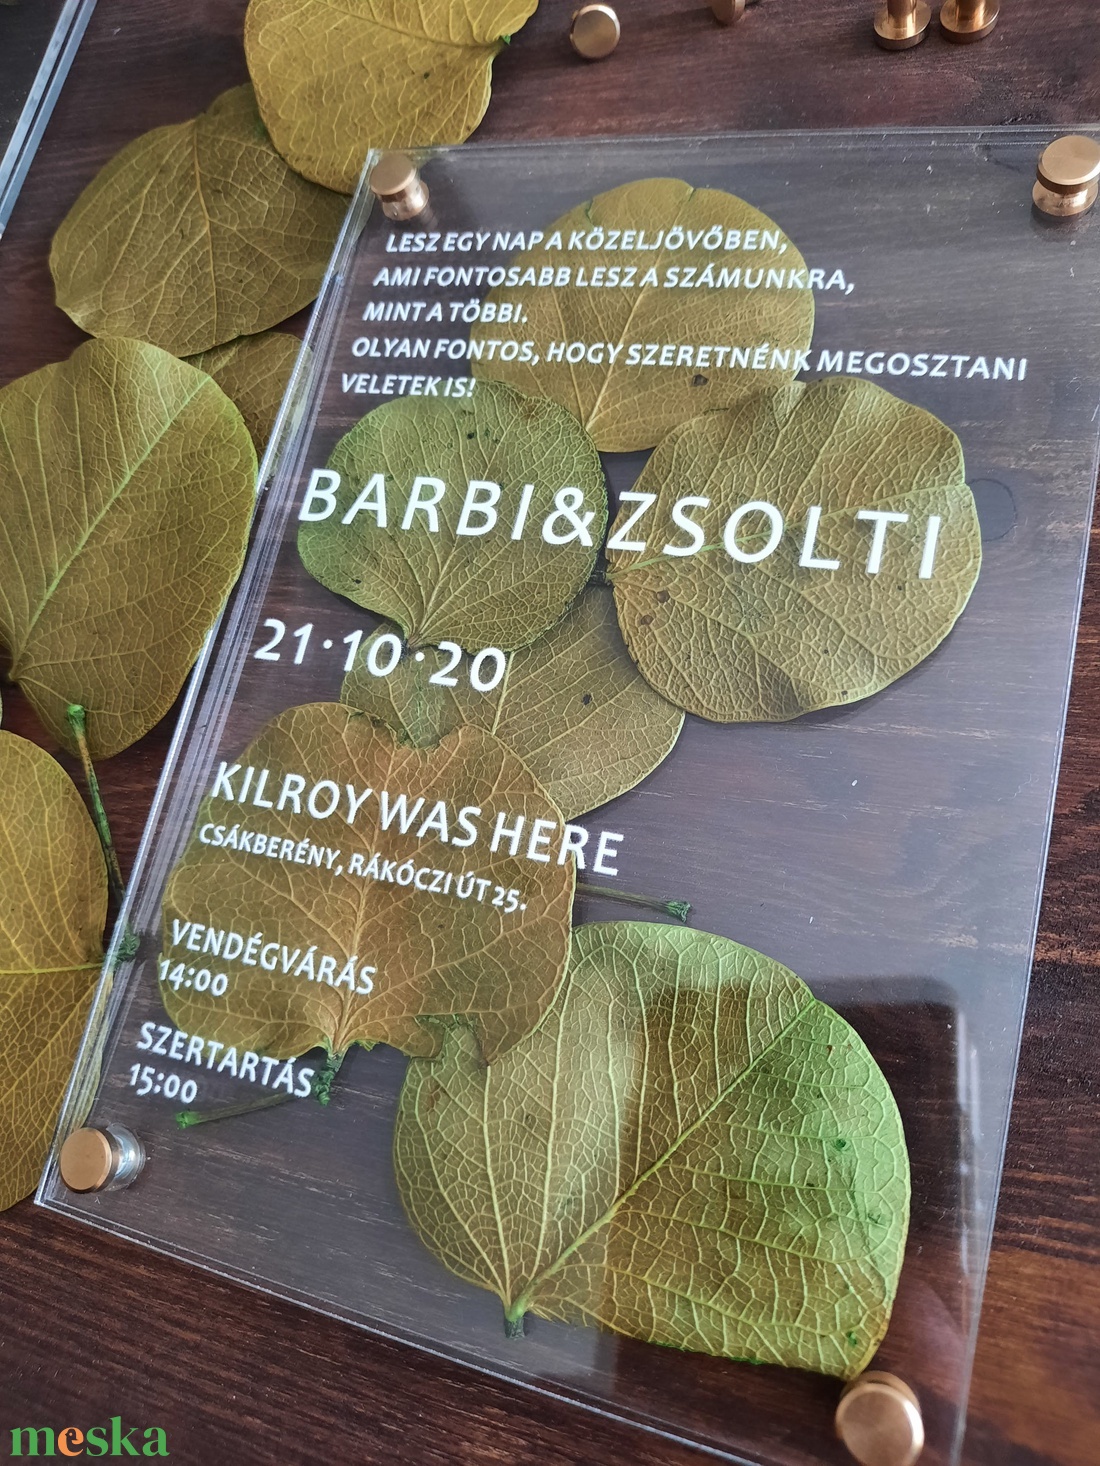 LESZ EGY NAP A KÖZELJÖVŐBEN,
AMI FONTOSABB LESZ A SZÁMUNKRA,
MINT A TÖBBI.
OLYAN FONTOS, HOGY SZERETNÉNK MEGOSZTANI
VELETEK IS!
BARBI&ZSOLTI
21·10·20
KILROY WAS HERE
CSÁKBERÉNY, RÁKÓCZI ÚT 25.
VENDÉGVÁRÁS
14:00
SZERTARTÁS
15:00
meska